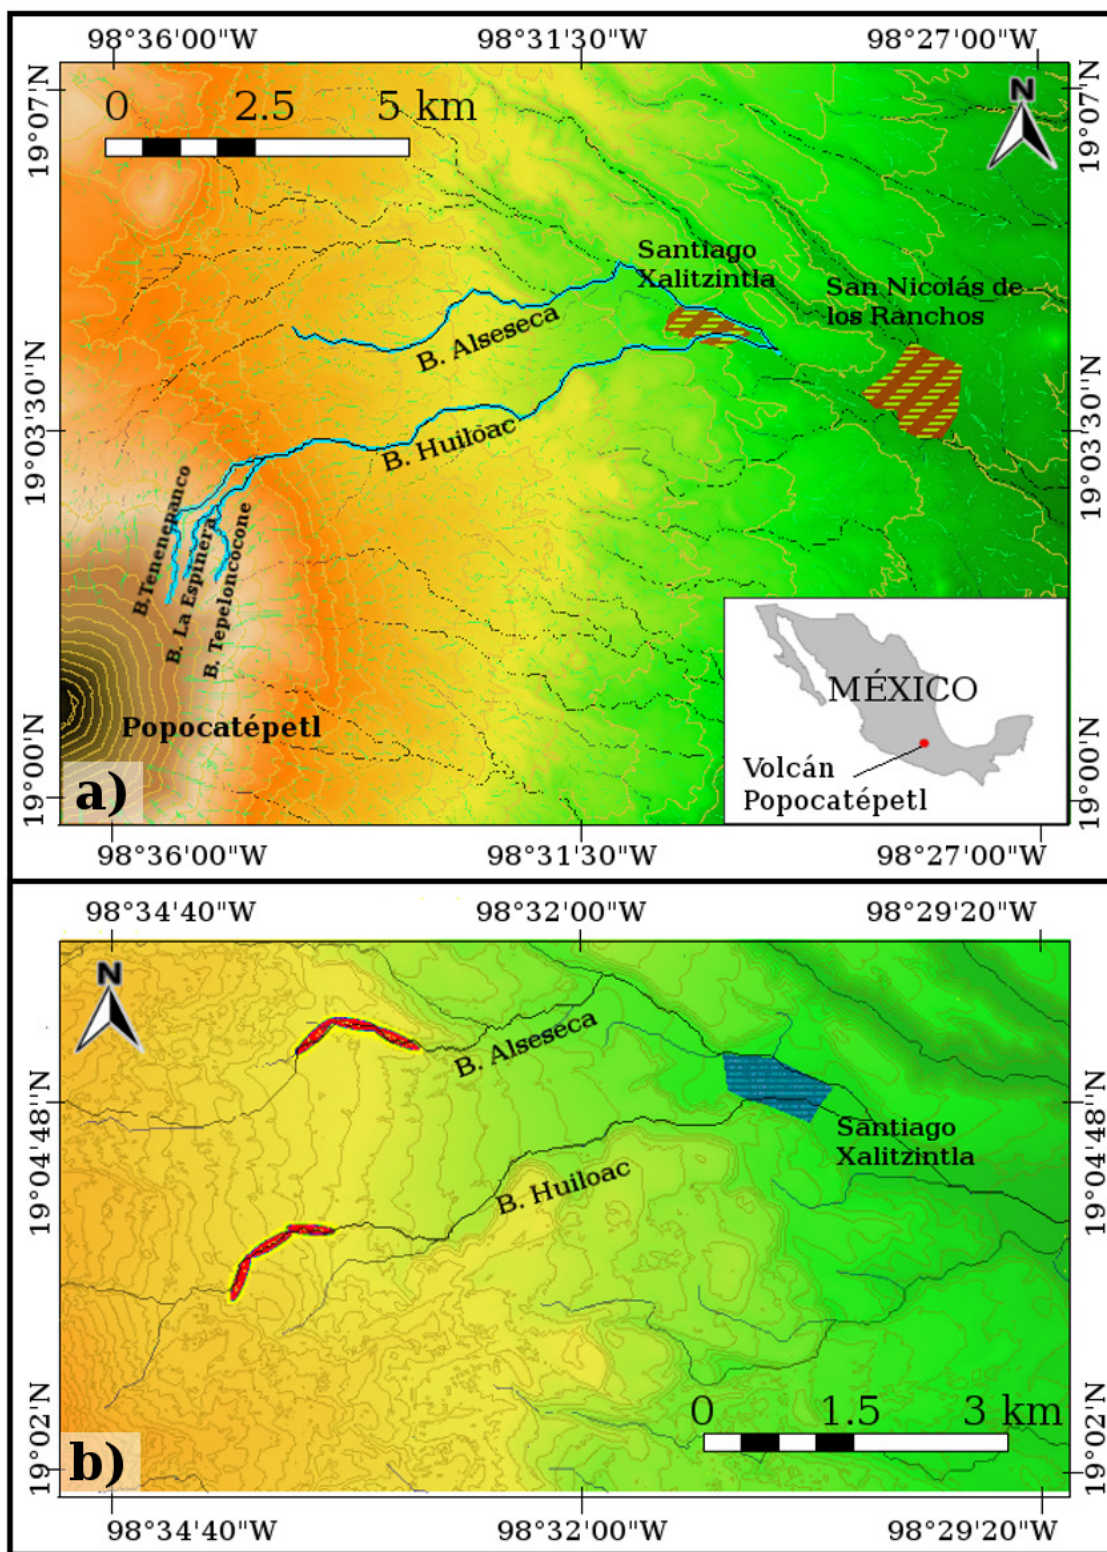 98°36'00"W 98°31'30"W 98°27'00"W
19°07'N
19°07'N
0 2.5 5 km
N
Santiago
Xalitzintla
San Nicolás de
los Ranchos
B. Alseseca
B. Huiloac
19°03'30''N
19°03'30''N
B.Tenenepanco
B. La Espinera
B. Tepeloncocone
Popocatépetl
MÉXICO
Volcán
Popocatépetl
19°00'N
19°00'N
a)
98°36'00"W 98°31'30"W 98°27'00"W
98°34'40"W 98°32'00"W 98°29'20"W
N
B. Alseseca
19°04'48''N
19°04'48''N
Santiago
Xalitzintla
B. Huiloac
0 1.5 3 km
19°02'N
19°02'N
b)
98°34'40"W 98°32'00"W 98°29'20"W